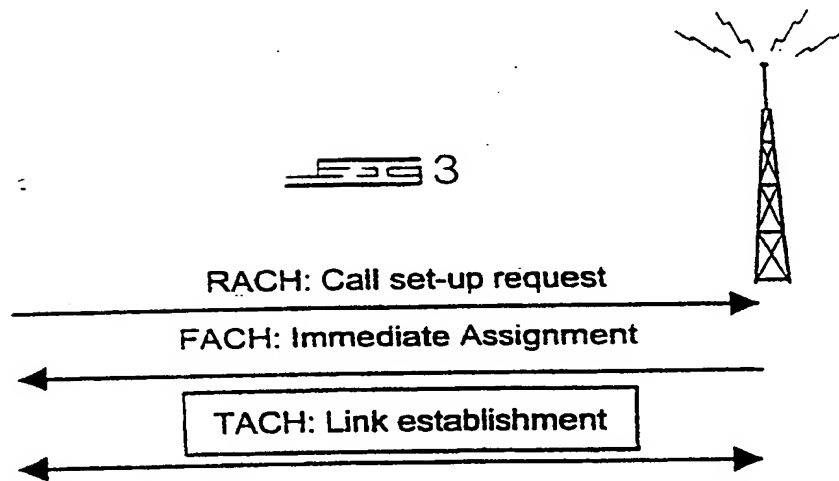 3
RACH: Call set-up request
FACH: Immediate Assignment
TACH: Link establishment